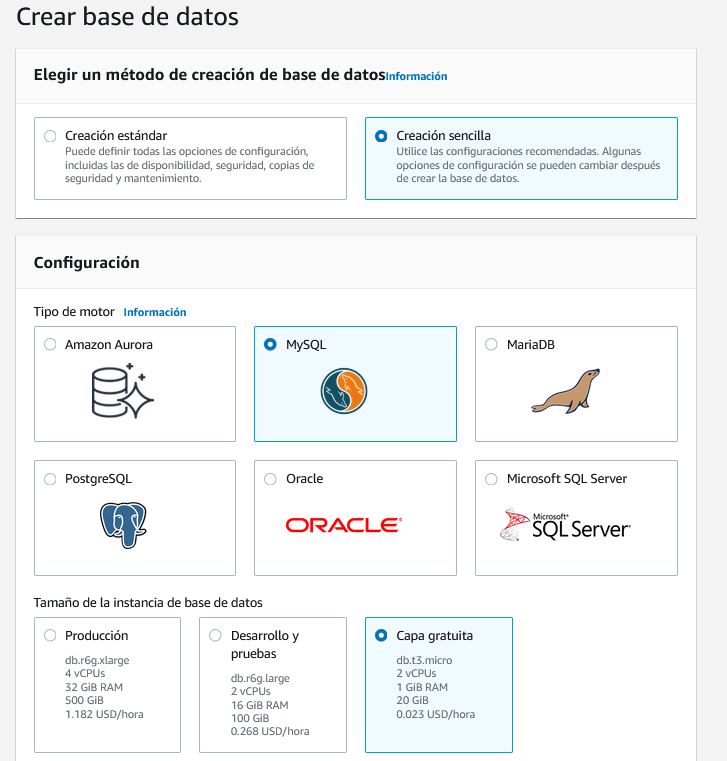 Crear base de datos
Elegir un método de creación de base de datos Información
Creación estándar
Puede definir todas las opciones de configuración,
incluidas las de disponibilidad, seguridad, copias de
seguridad y mantenimiento.
Creación sencilla
Utilice las configuraciones recomendadas. Algunas
opciones de configuración se pueden cambiar después
de crear la base de datos.
Configuración
Tipo de motor Información
Amazon Aurora
MySQL
MariaDB
PostgreSQL
Oracle
ORACLE®
Microsoft SQL Server
Microsoft®
SQL Server®
Tamaño de la instancia de base de datos
Producción
db.r6g.xlarge
4 vCPUs
32 GiB RAM
500 GiB
1.182 USD/hora
Desarrollo y
pruebas
db.r6g.large
2 vCPUs
16 GiB RAM
100 GiB
0.268 USD/hora
Capa gratuita
db.t3.micro
2 vCPUs
1 GiB RAM
20 GiB
0.023 USD/hora